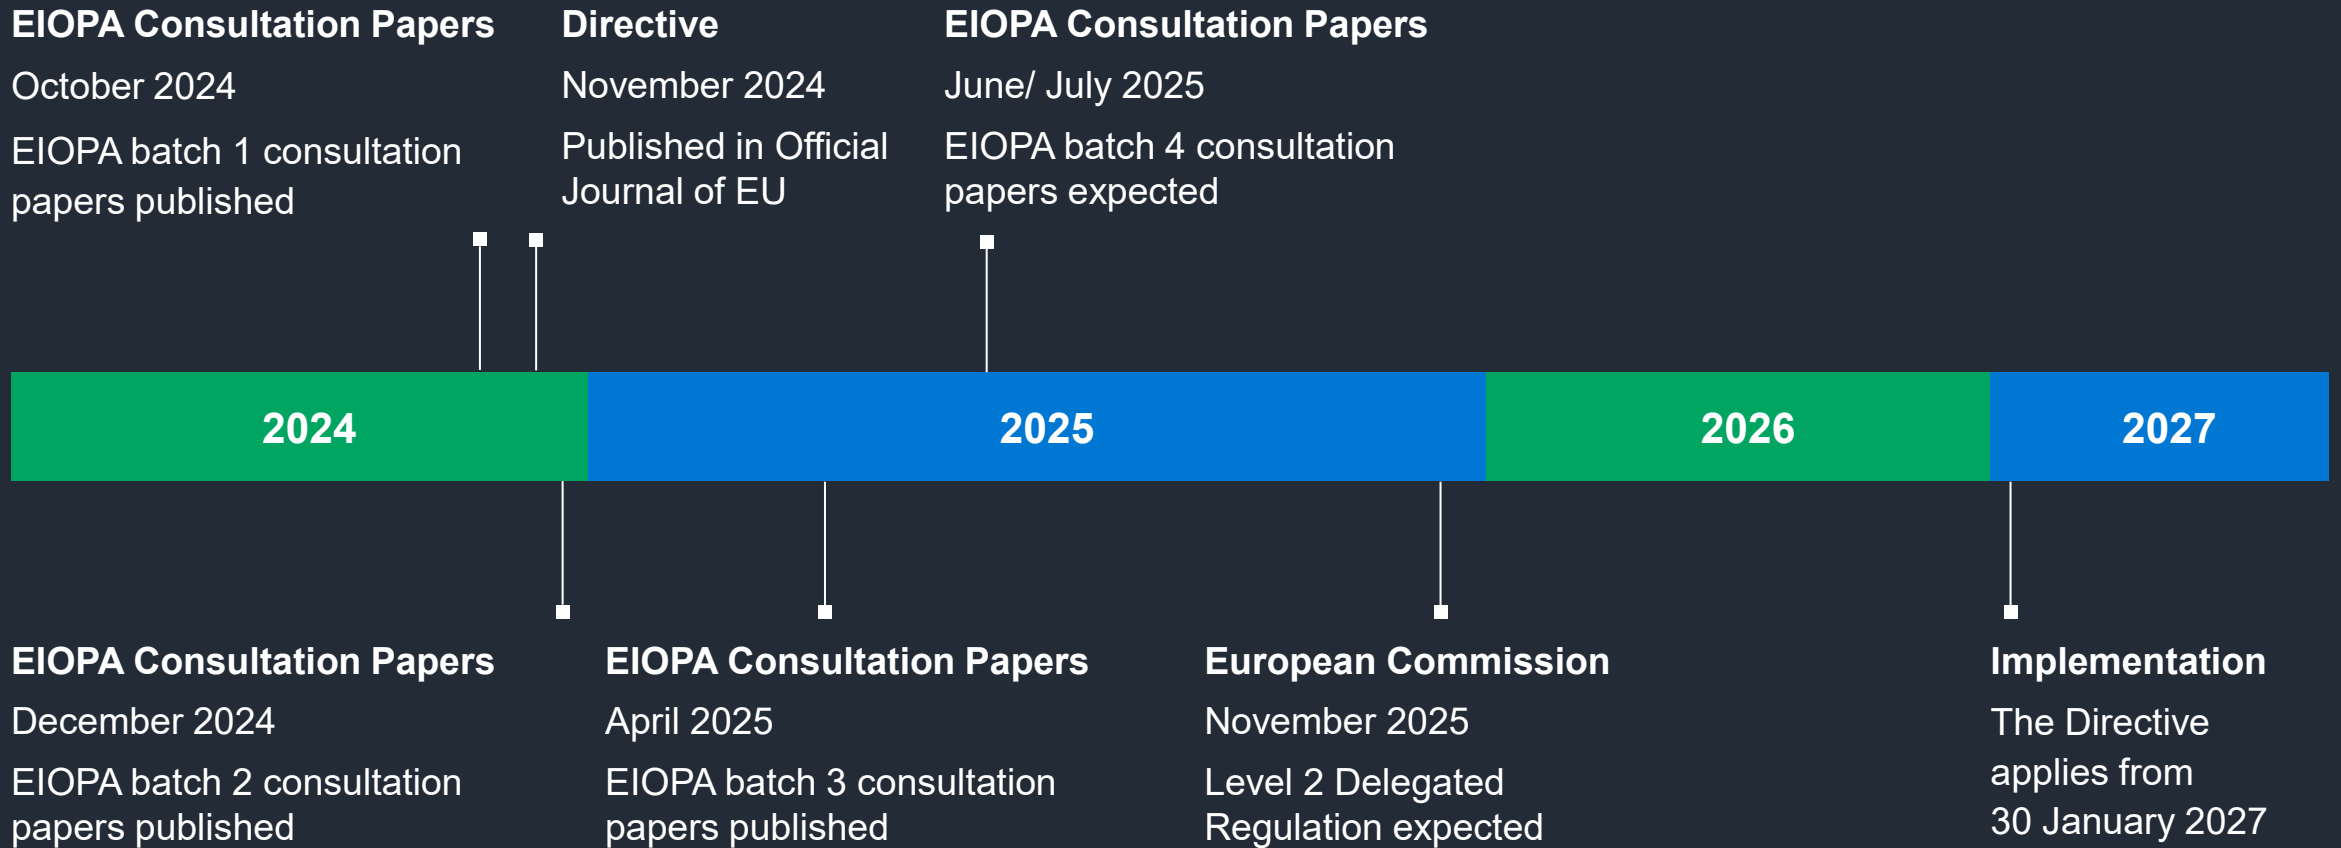 EIOPA Consultation Papers
October 2024
EIOPA batch 1 consultation
papers published
Directive
November 2024
Published in Official
Journal of EU
EIOPA Consultation Papers
June/ July 2025
EIOPA batch 4 consultation
papers expected
2024
2025
2026
2027
EIOPA Consultation Papers
December 2024
EIOPA batch 2 consultation
papers published
EIOPA Consultation Papers
April 2025
EIOPA batch 3 consultation
papers published
European Commission
November 2025
Level 2 Delegated
Regulation expected
Implementation
The Directive
applies from
30 January 2027